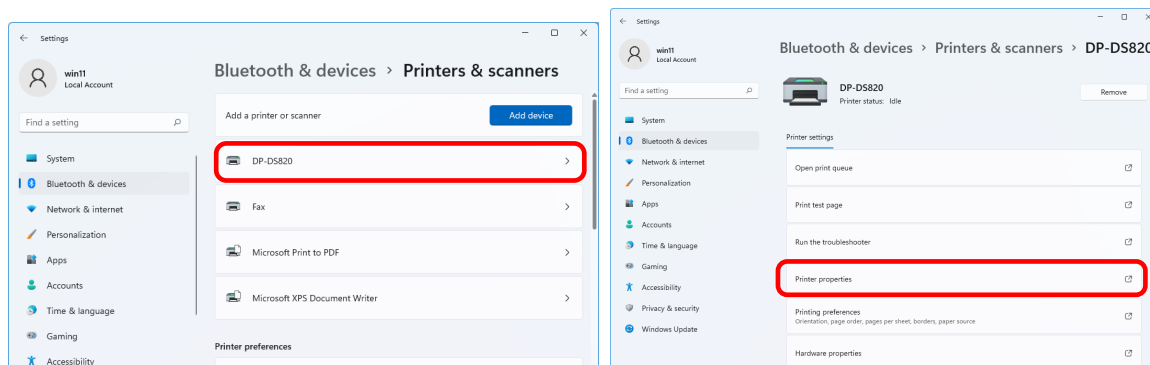 Settings
win11
Local Account
Find a setting
System
Bluetooth & devices
Network & internet
Personalization
Apps
Accounts
Time & language
Gaming
Accessibility
Bluetooth & devices > Printers & scanners
Add a printer or scanner
Add device
DP-DS820
Fax
Microsoft Print to PDF
Microsoft XPS Document Writer
Printer preferences
Settings
win11
Local Account
Find a setting
System
Bluetooth & devices
Network & internet
Personalization
Apps
Accounts
Time & language
Gaming
Accessibility
Privacy & security
Windows Update
Bluetooth & devices > Printers & scanners > DP-DS820
DP-DS820
Printer status: Idle
Remove
Printer settings
Open print queue
Print test page
Run the troubleshooter
Printer properties
Printing preferences
Orientation, page order, pages per sheet, borders, paper source
Hardware properties